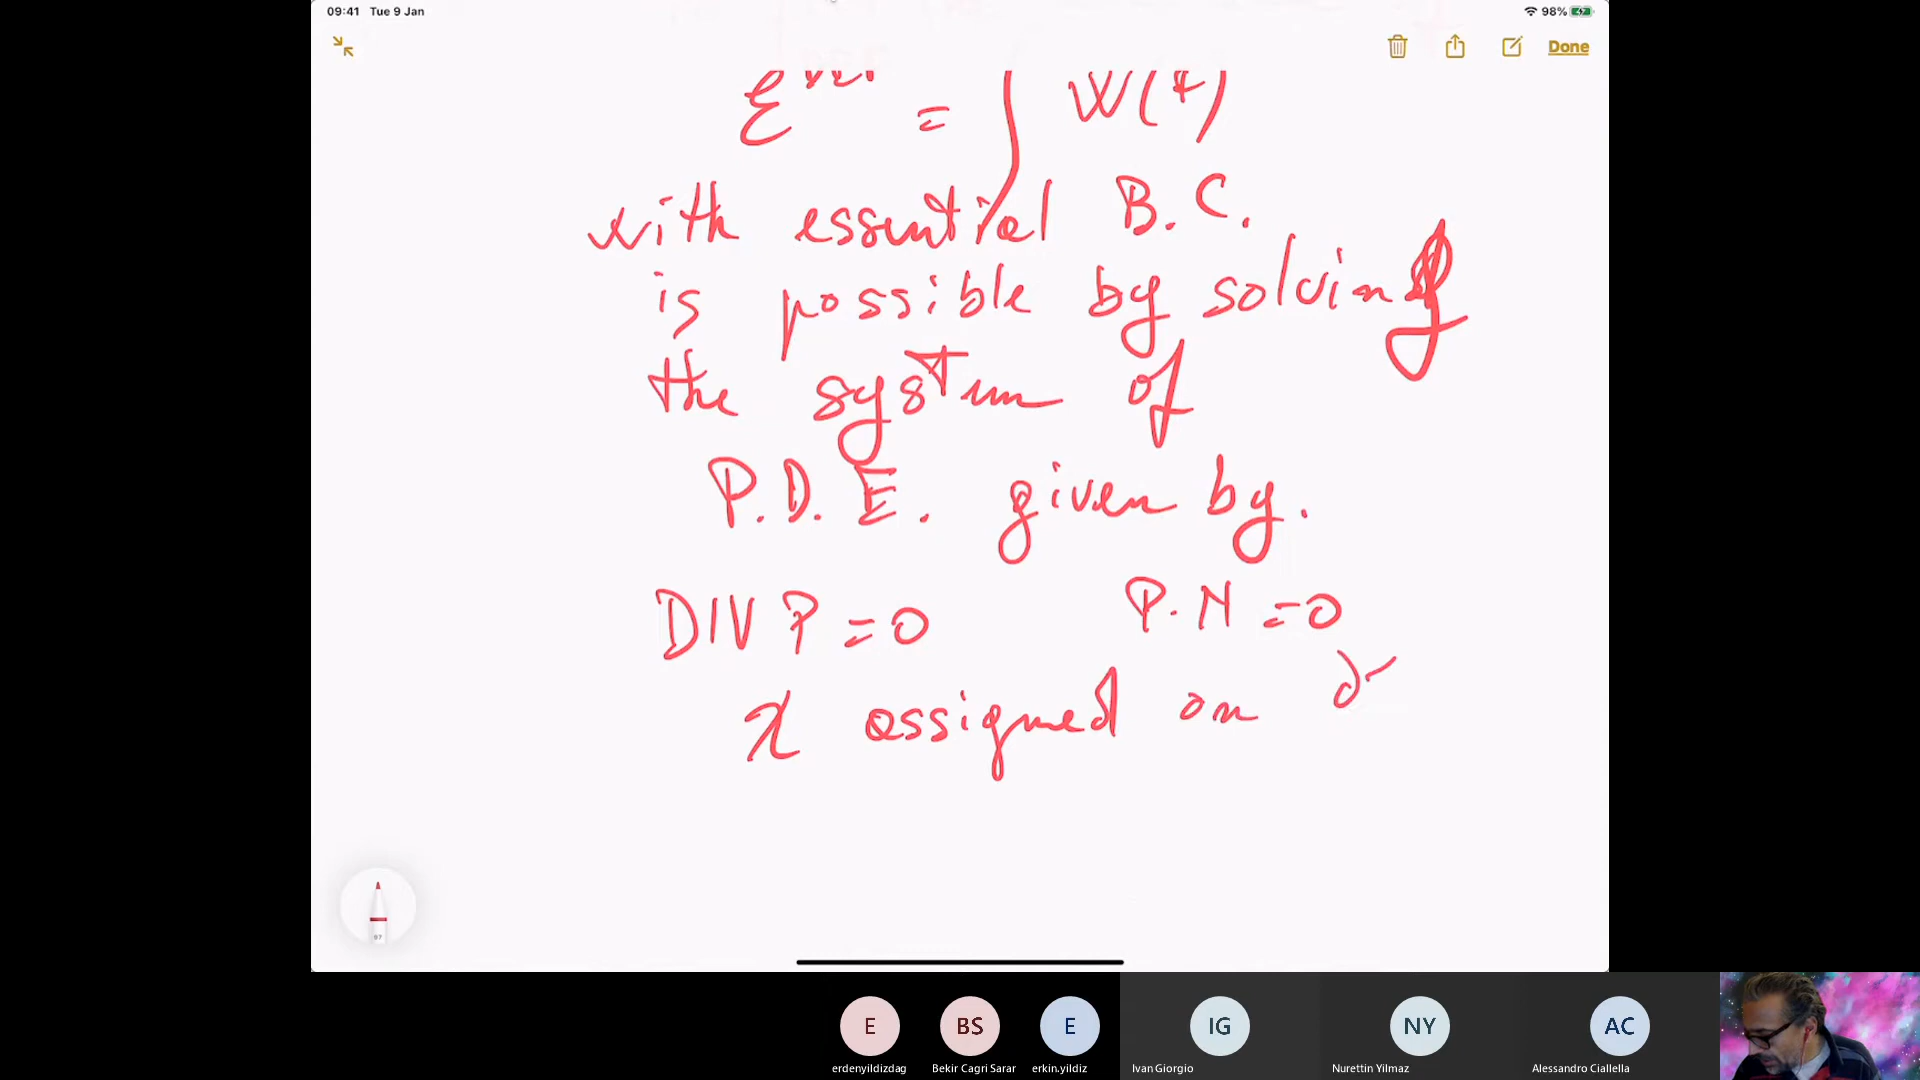 09:41 Tue 9 Jan
98%
Done
= ∫ W(F)
with essential B.C.
is possible by solving
the system of
P.D.E. given by.
DIV P = 0 P.N = 0
χ assigned on
97
E BS E IG NY AC
erdenyildizdag Bekir Cagri Sarar erkin.yildiz Ivan Giorgio Nurettin Yilmaz Alessandro Ciallella